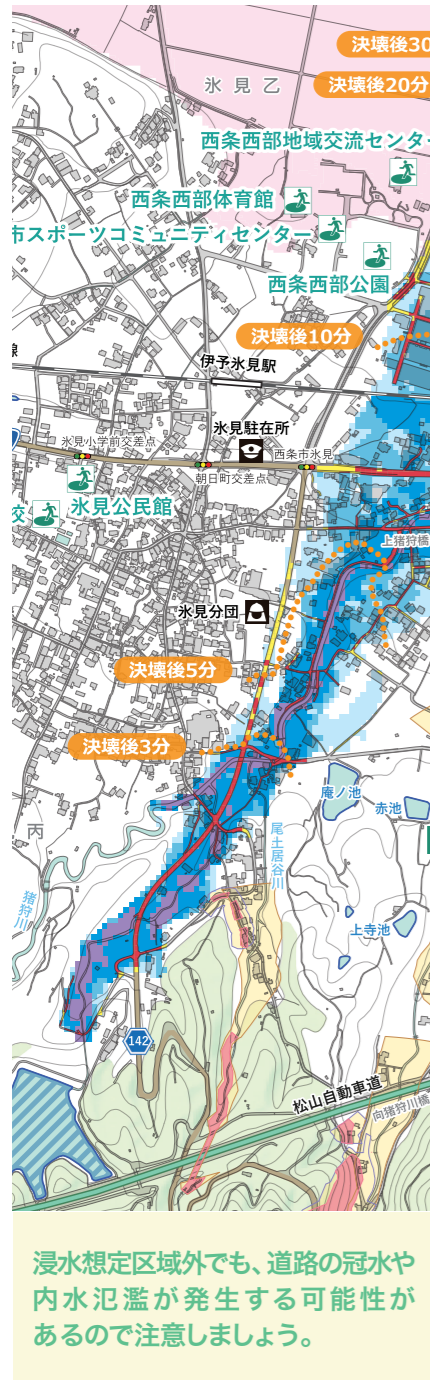 決壊後30
氷見乙
決壊後20分
西条西部地域交流センター
西条西部体育館
市スポーツコミュニティセンター
西条西部公園
決壊後10分
線
伊予氷見駅
氷見駐在所
氷見小学前交差点
西条市氷見
朝日町交差点
校
氷見公民館
上猪狩橋
氷見分団
決壊後5分
決壊後3分
庵ノ池
赤池
丙
尾土居谷川
猪狩川
上寺池
142
松山自動車道
向猪狩川橋
浸水想定区域外でも、道路の冠水や
内水氾濫が発生する可能性が
あるので注意しましょう。